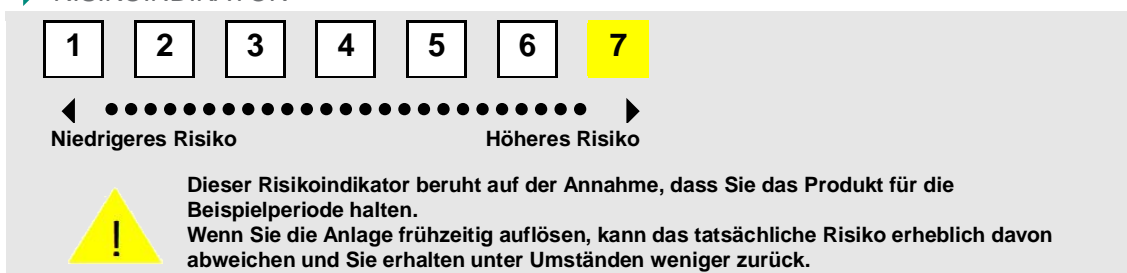 1 2 3 4 5 6 7
Niedrigeres Risiko Höheres Risiko
Dieser Risikoindikator beruht auf der Annahme, dass Sie das Produkt für die
Beispielperiode halten.
! Wenn Sie die Anlage frühzeitig auflösen, kann das tatsächliche Risiko erheblich davon
abweichen und Sie erhalten unter Umständen weniger zurück.